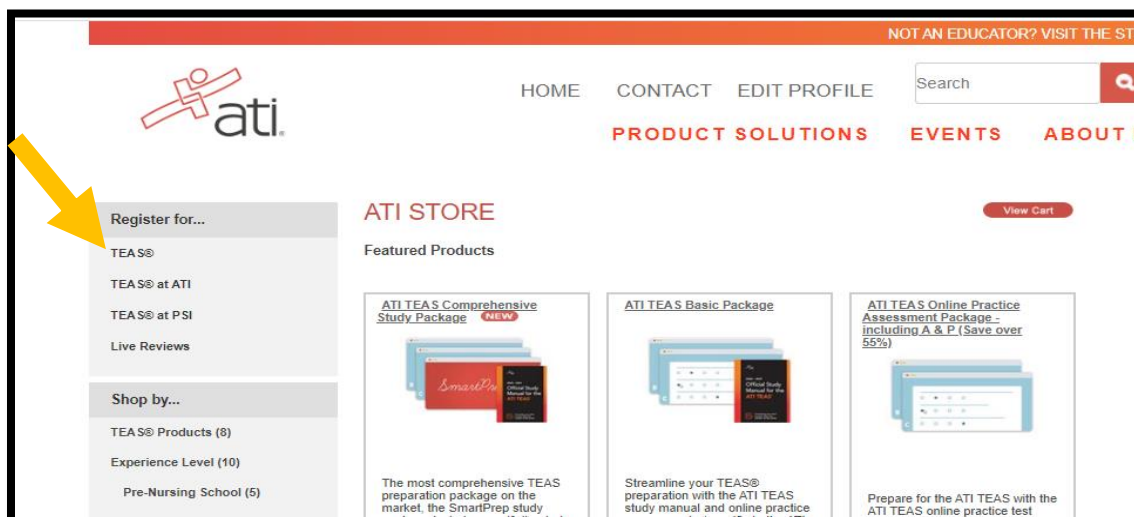 NOT AN EDUCATOR? VISIT THE ST
ati.
HOME CONTACT EDIT PROFILE
Search
PRODUCT SOLUTIONS EVENTS ABOUT
Register for...
TEAS®
TEAS® at ATI
TEAS® at PSI
Live Reviews
Shop by...
TEAS® Products (8)
Experience Level (10)
Pre-Nursing School (5)
ATI STORE
View Cart
Featured Products
ATI TEAS Comprehensive
Study Package NEW
SmartPre
Official Study
Manual for the
ATI TEAS
The most comprehensive TEAS
preparation package on the
market, the SmartPrep study
ATI TEAS Basic Package
Official Study
Manual for the
ATI TEAS
Streamline your TEAS®
preparation with the ATI TEAS
study manual and online practice
ATI TEAS Online Practice
Assessment Package -
including A & P (Save over
55%)
Prepare for the ATI TEAS with the
ATI TEAS online practice test